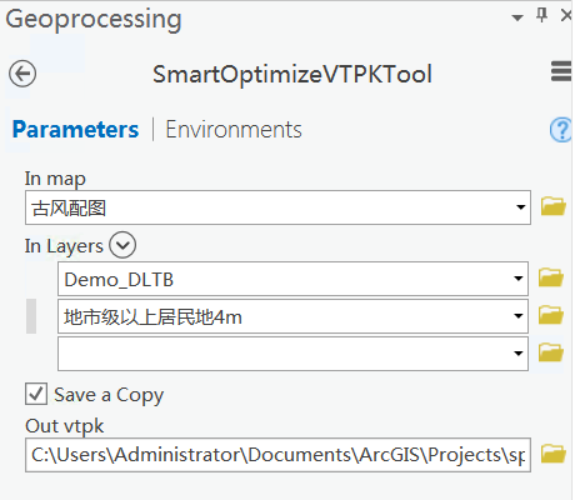 Geoprocessing
SmartOptimizeVTPKTool
Parameters | Environments
?
In map
古风配图
In Layers
Demo_DLTB
地市级以上居民地4m
Save a Copy
Out vtpk
C:\Users\Administrator\Documents\ArcGIS\Projects\sp